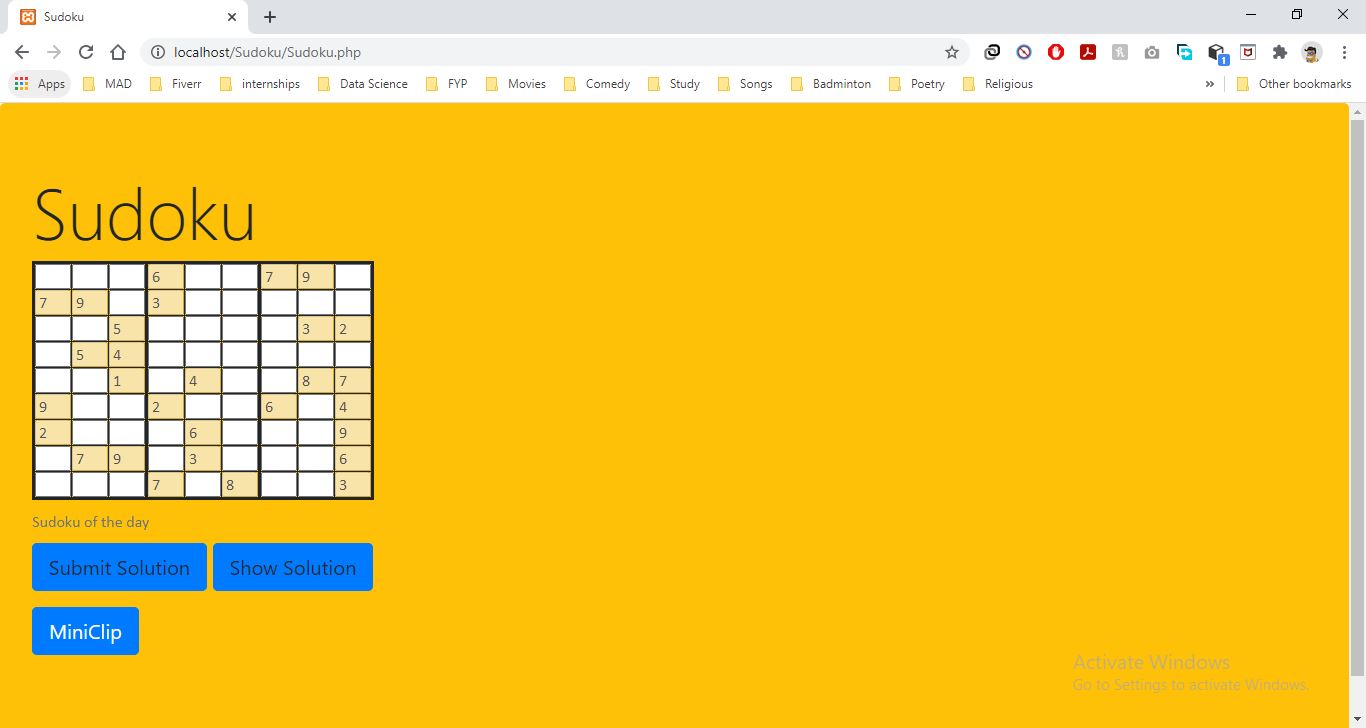 Sudoku
localhost/Sudoku/Sudoku.php
1
Apps MAD Fiverr internships Data Science FYP Movies Comedy Study Songs Badminton Poetry Religious » Other bookmarks
Sudoku
6 7 9
7 9 3
5 3 2
5 4
1 4 8 7
9 2 6 4
2 6 9
7 9 3 6
7 8 3
Sudoku of the day
Submit Solution Show Solution
MiniClip
Activate Windows
Go to Settings to activate Windows.